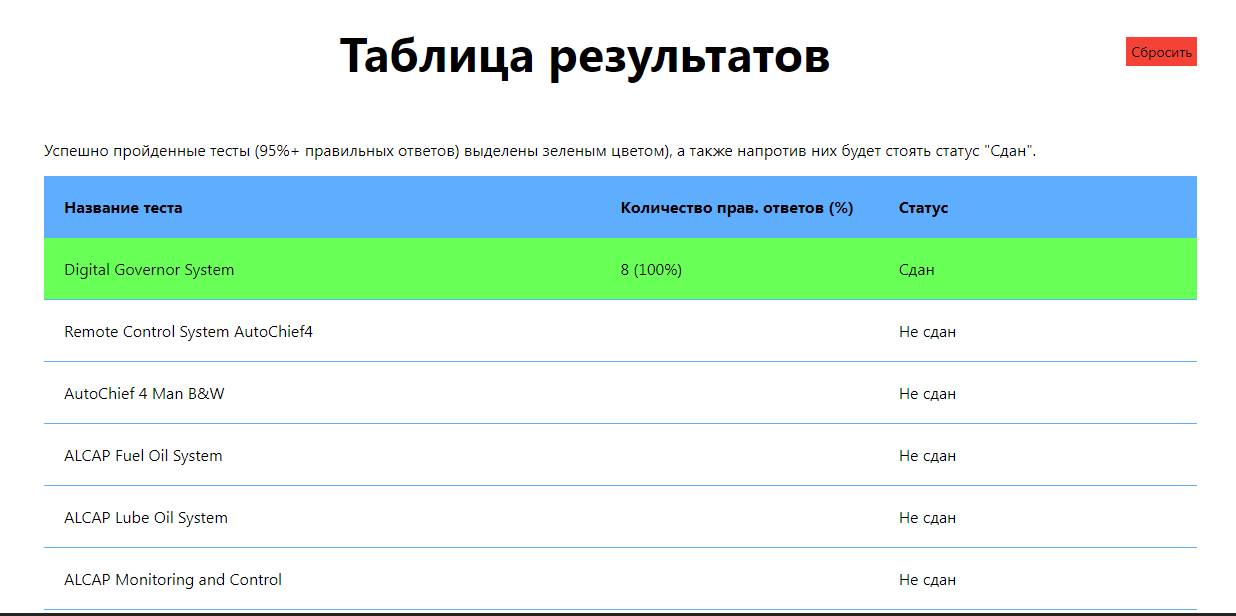 Таблица результатов
Сбросить
Успешно пройденные тесты (95%+ правильных ответов) выделены зеленым цветом), а также напротив них будет стоять статус "Сдан".
Название теста Количество прав. ответов (%) Статус
Digital Governor System 8 (100%) Сдан
Remote Control System AutoChief4 Не сдан
AutoChief 4 Man B&W Не сдан
ALCAP Fuel Oil System Не сдан
ALCAP Lube Oil System Не сдан
ALCAP Monitoring and Control Не сдан